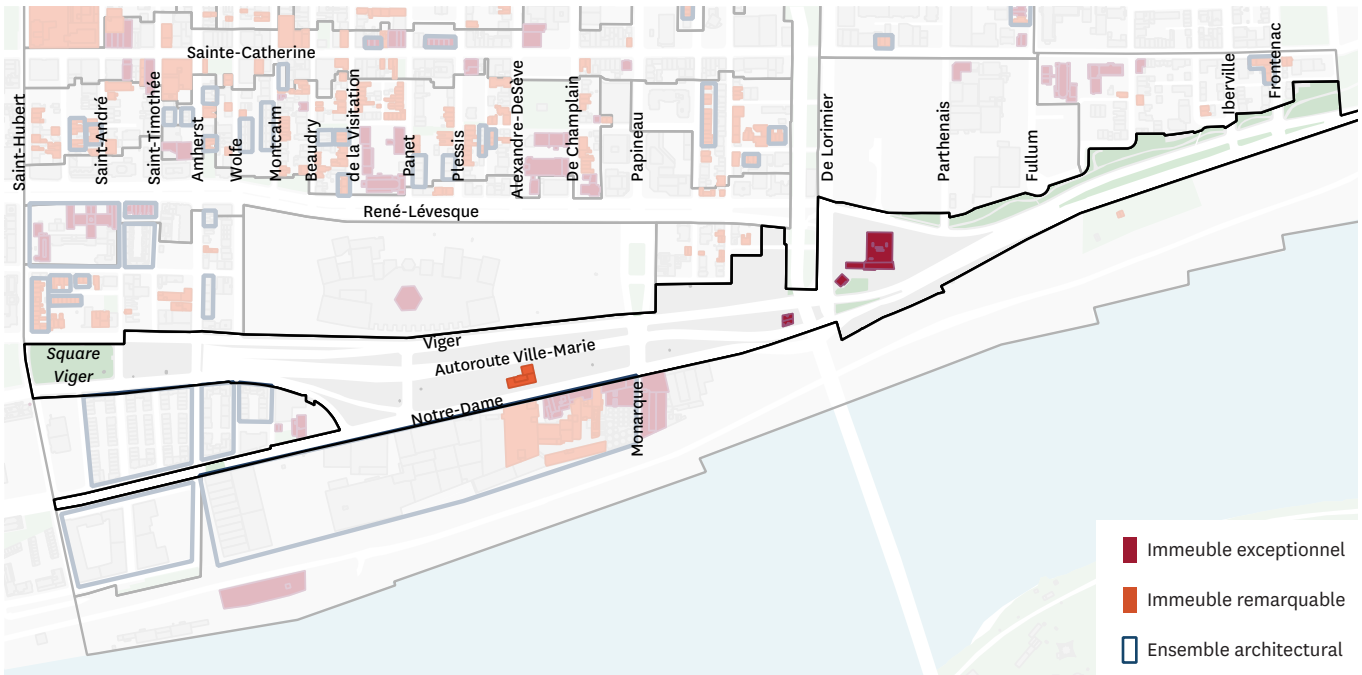 Sainte-Catherine
Saint-Hubert
Saint-André
Saint-Timothée
Amherst
Wolfe
Montcalm
Beaudry
de la Visitation
Panet
Plessis
Alexandre-DeSève
De Champlain
Papineau
De Lorimier
Parthenais
Fullum
Iberville
Frontenac
René-Lévesque
Square
Viger
Viger
Autoroute Ville-Marie
Notre-Dame
Monarque
Immeuble exceptionnel
Immeuble remarquable
Ensemble architectural